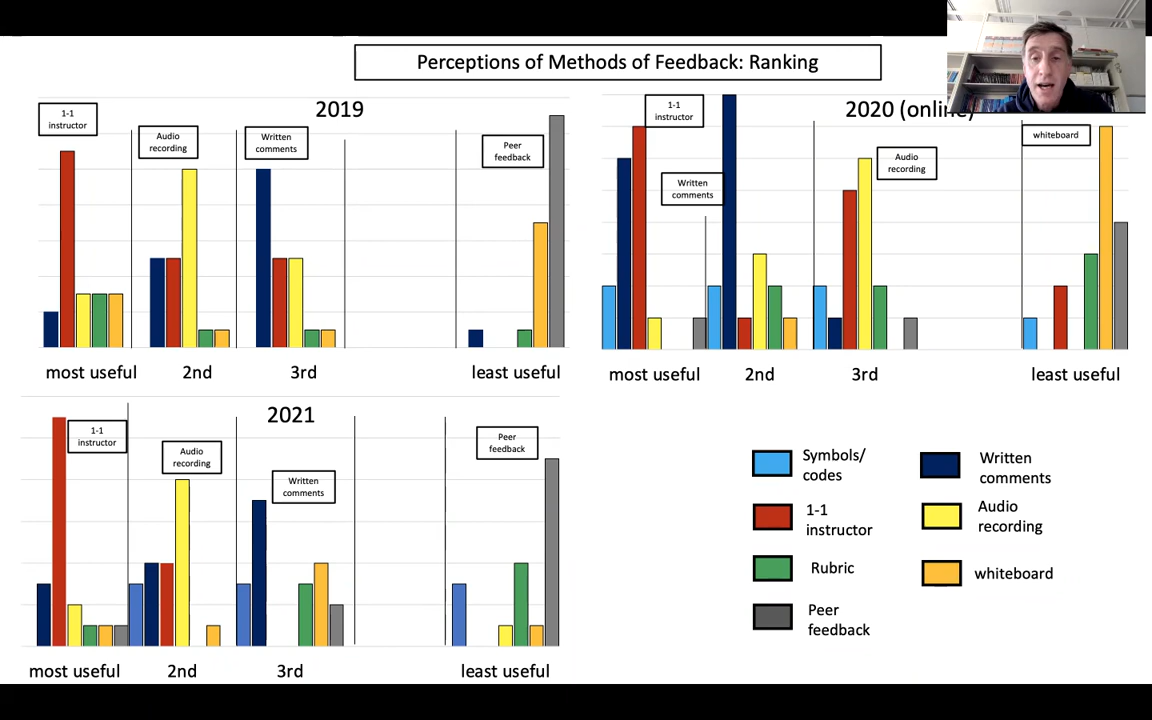 Perceptions of Methods of Feedback: Ranking
2019
1-1
instructor
Audio
recording
Written
comments
Peer
feedback
most useful
2nd
3rd
least useful
2020 (online)
1-1
instructor
Written
comments
Audio
recording
whiteboard
most useful
2nd
3rd
least useful
2021
1-1
instructor
Audio
recording
Written
comments
Peer
feedback
most useful
2nd
3rd
least useful
Symbols/
codes
Written
comments
1-1
instructor
Audio
recording
Rubric
whiteboard
Peer
feedback